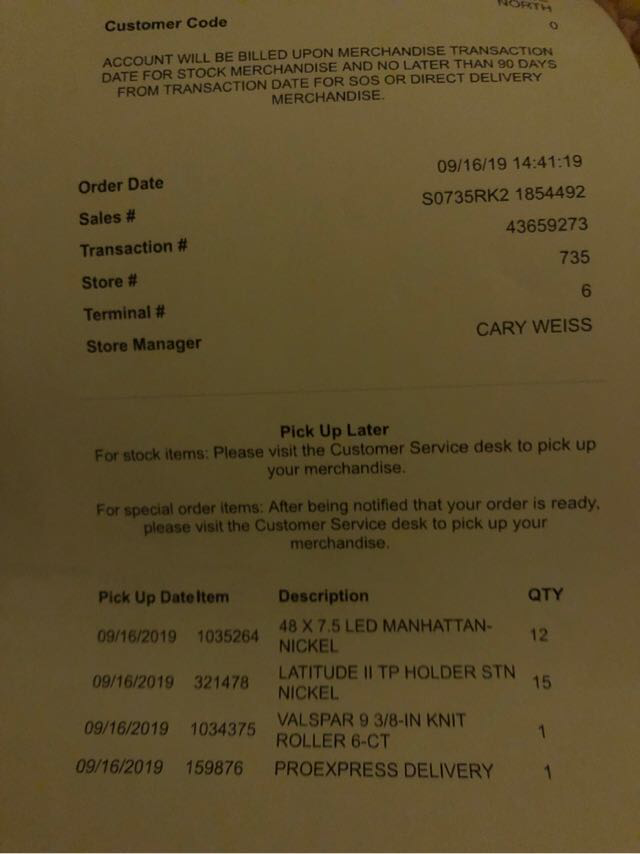 NORTH
Customer Code 0
ACCOUNT WILL BE BILLED UPON MERCHANDISE TRANSACTION
DATE FOR STOCK MERCHANDISE AND NO LATER THAN 90 DAYS
FROM TRANSACTION DATE FOR SOS OR DIRECT DELIVERY
MERCHANDISE.
Order Date 09/16/19 14:41:19
Sales # S0735RK2 1854492
Transaction # 43659273
Store # 735
Terminal # 6
Store Manager CARY WEISS
Pick Up Later
For stock items: Please visit the Customer Service desk to pick up
your merchandise.
For special order items: After being notified that your order is ready,
please visit the Customer Service desk to pick up your
merchandise.
Pick Up Date Item Description QTY
09/16/2019 1035264 48 X 7.5 LED MANHATTAN- 12
NICKEL
09/16/2019 321478 LATITUDE II TP HOLDER STN 15
NICKEL
09/16/2019 1034375 VALSPAR 9 3/8-IN KNIT 1
ROLLER 6-CT
09/16/2019 159876 PROEXPRESS DELIVERY 1